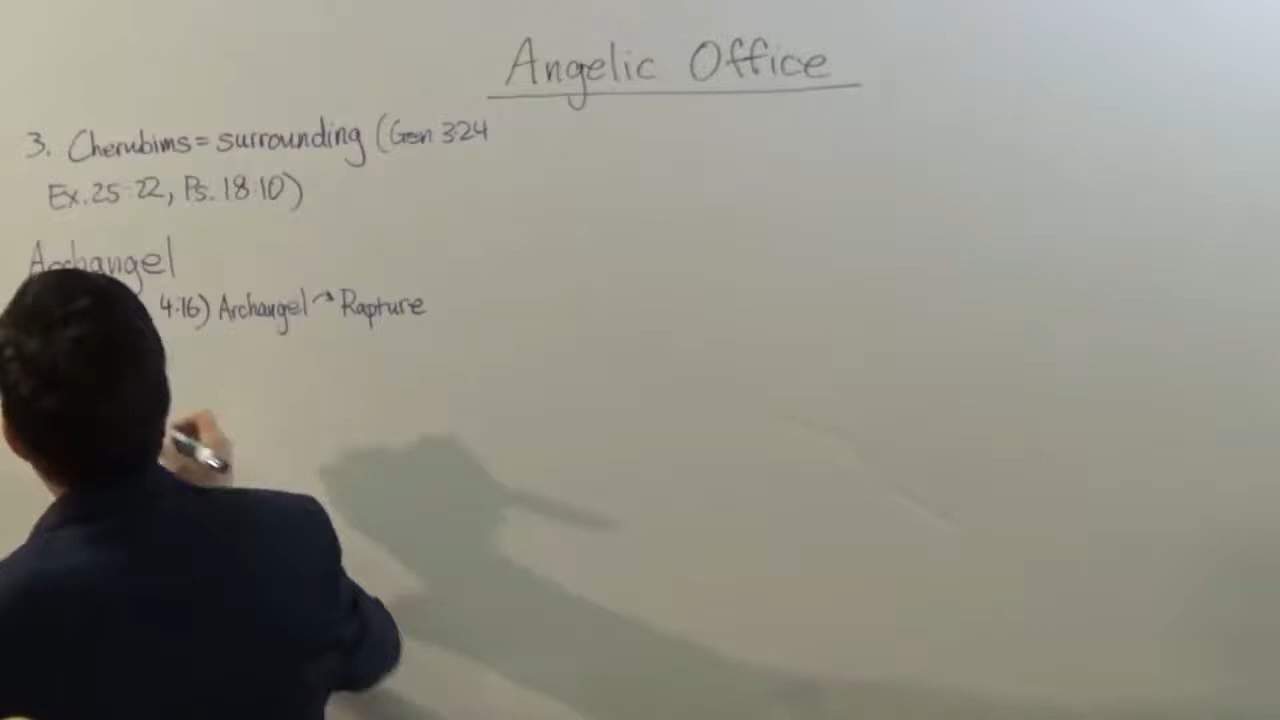 Angelic Office
3. Cherubims = surrounding (Gen 3:24
Ex. 25:22, Ps. 18:10)
Archangel
4:16) Archangel → Rapture